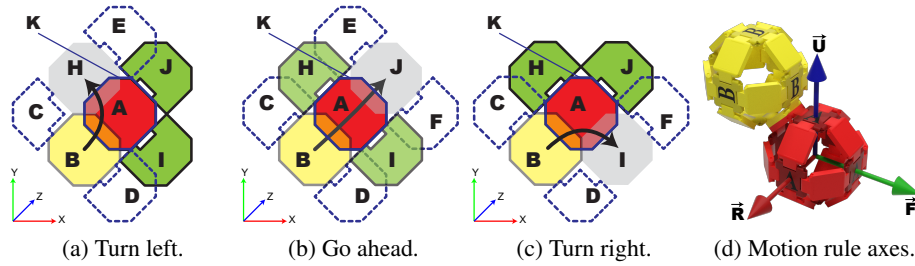 K
E
H
J
C
A
B
I
D
Y
Z
X
(a) Turn left.
K
E
H
J
C
A
F
B
I
D
Y
Z
X
(b) Go ahead.
K
E
H
J
C
A
F
B
I
D
Y
Z
X
(c) Turn right.
B
B
B
U
A
R
F
(d) Motion rule axes.